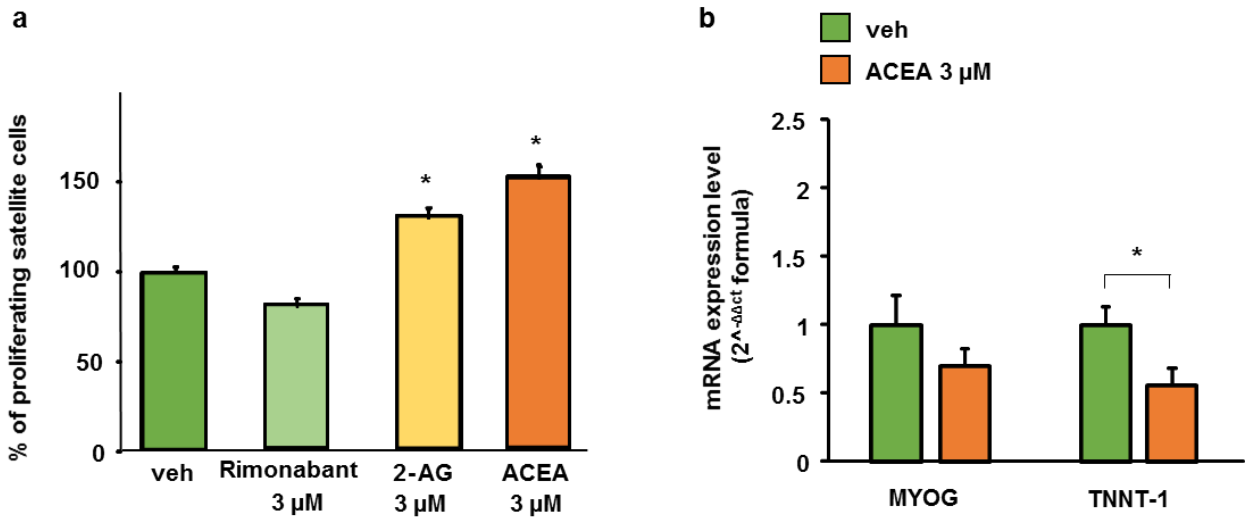 a
% of proliferating satellite cells
150
100
50
0
*
*
veh
Rimonabant
3 µM
2-AG
3 µM
ACEA
3 µM
b
veh
ACEA 3 µM
mRNA expression level
(2^-ΔΔct formula)
2.5
2
1.5
1
0.5
0
*
MYOG
TNNT-1